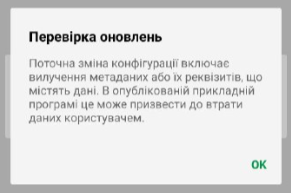 Перевірка оновлень
Поточна зміна конфігурації включає
вилучення метаданих або їх реквізитів, що
містять дані. В опублікованій прикладній
програмі це може призвести до втрати
даних користувачем.
OK